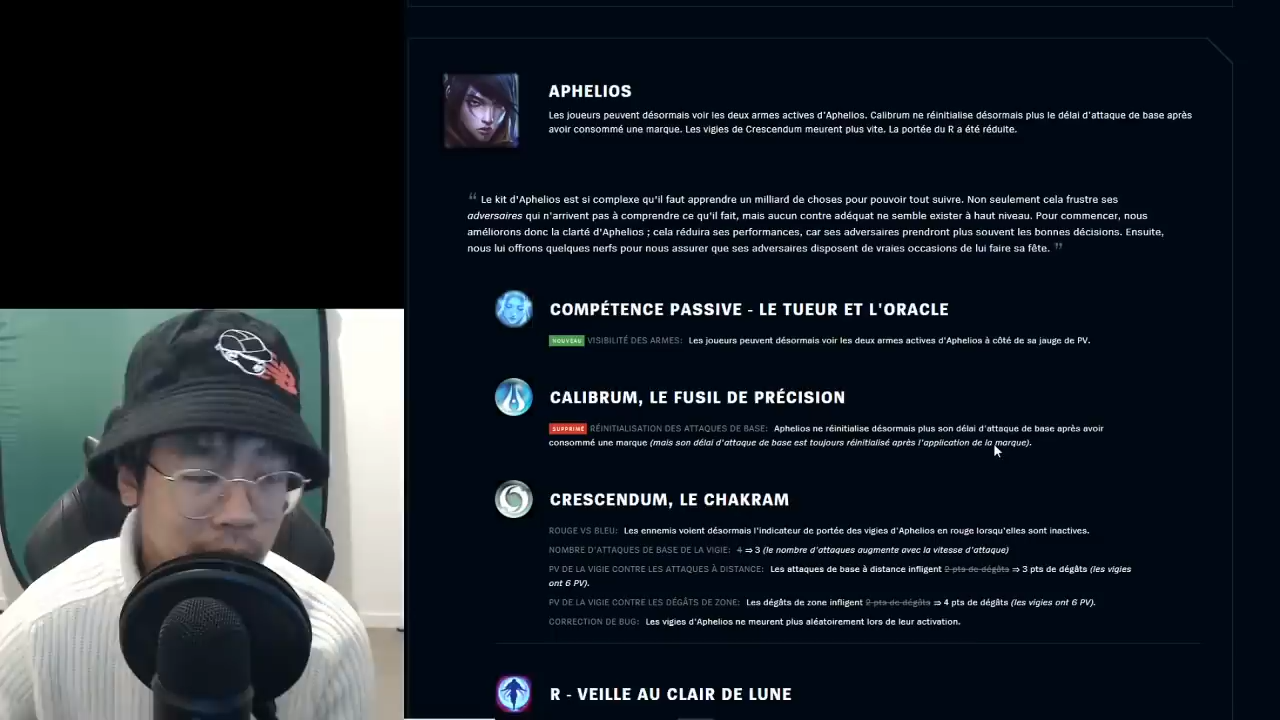 APHELIOS
Les joueurs peuvent désormais voir les deux armes actives d'Aphelios. Calibrum ne réinitialise désormais plus le délai d'attaque de base après
avoir consommé une marque. Les vigies de Crescendum meurent plus vite. La portée du R a été réduite.
“ Le kit d'Aphelios est si complexe qu'il faut apprendre un milliard de choses pour pouvoir tout suivre. Non seulement cela frustre ses
adversaires qui n'arrivent pas à comprendre ce qu'il fait, mais aucun contre adéquat ne semble exister à haut niveau. Pour commencer, nous
améliorons donc la clarté d'Aphelios ; cela réduira ses performances, car ses adversaires prendront plus souvent les bonnes décisions. Ensuite,
nous lui offrons quelques nerfs pour nous assurer que ses adversaires disposent de vraies occasions de lui faire sa fête. ”
COMPÉTENCE PASSIVE - LE TUEUR ET L'ORACLE
NOUVEAU VISIBILITÉ DES ARMES: Les joueurs peuvent désormais voir les deux armes actives d'Aphelios à côté de sa jauge de PV.
CALIBRUM, LE FUSIL DE PRÉCISION
SUPPRIMÉ RÉINITIALISATION DES ATTAQUES DE BASE: Aphelios ne réinitialise désormais plus son délai d'attaque de base après avoir
consommé une marque (mais son délai d'attaque de base est toujours réinitialisé après l'application de la marque).
CRESCENDUM, LE CHAKRAM
ROUGE VS BLEU: Les ennemis voient désormais l'indicateur de portée des vigies d'Aphelios en rouge lorsqu'elles sont inactives.
NOMBRE D'ATTAQUES DE BASE DE LA VIGIE: 4 ⇒ 3 (le nombre d'attaques augmente avec la vitesse d'attaque)
PV DE LA VIGIE CONTRE LES ATTAQUES À DISTANCE: Les attaques de base à distance infligent 2 pts de dégâts ⇒ 3 pts de dégâts (les vigies
ont 6 PV).
PV DE LA VIGIE CONTRE LES DÉGÂTS DE ZONE: Les dégâts de zone infligent 2 pts de dégâts ⇒ 4 pts de dégâts (les vigies ont 6 PV).
CORRECTION DE BUG: Les vigies d'Aphelios ne meurent plus aléatoirement lors de leur activation.
R - VEILLE AU CLAIR DE LUNE